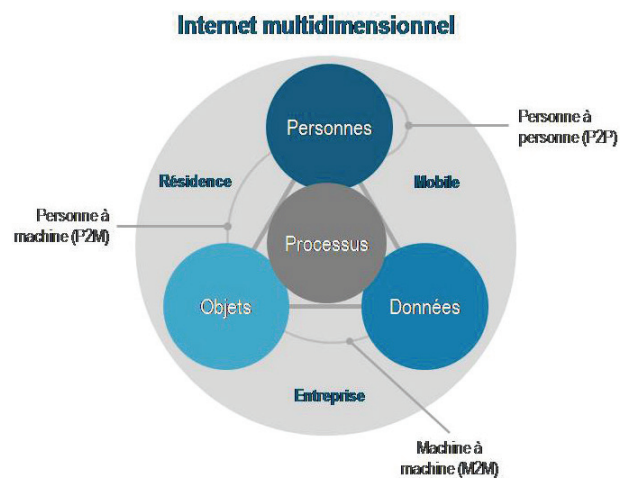 Internet multidimensionnel
Personnes
Personne à
personne (P2P)
Résidence
Mobile
Personne à
machine (P2M)
Processus
Objets
Données
Entreprise
Machine à
machine (M2M)